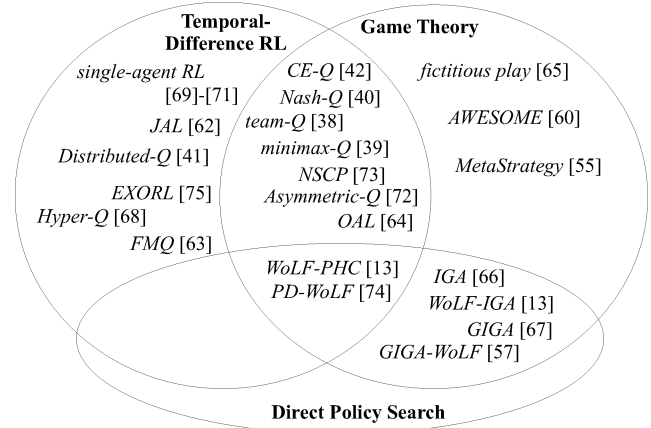 Temporal-
Difference RL
Game Theory
single-agent RL
[69]-[71]
JAL [62]
Distributed-Q [41]
EXORL [75]
Hyper-Q [68]
FMQ [63]
CE-Q [42]
Nash-Q [40]
team-Q [38]
minimax-Q [39]
NSCP [73]
Asymmetric-Q [72]
OAL [64]
fictitious play [65]
AWESOME [60]
MetaStrategy [55]
WoLF-PHC [13]
PD-WoLF [74]
IGA [66]
WoLF-IGA [13]
GIGA [67]
GIGA-WoLF [57]
Direct Policy Search